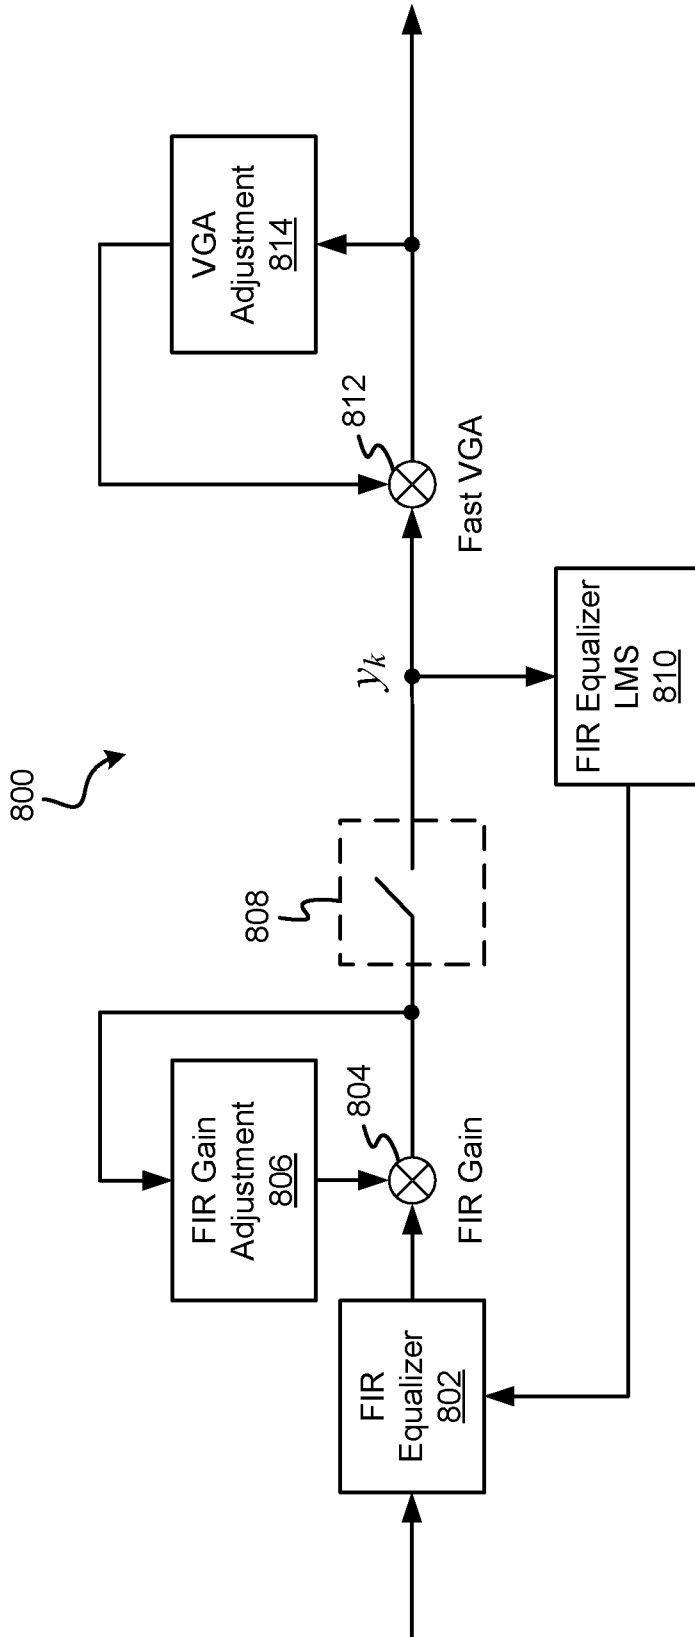 800
FIR
Equalizer
802
FIR Gain
Adjustment
806
804
FIR Gain
808
yk
FIR Equalizer
LMS
810
812
Fast VGA
VGA
Adjustment
814